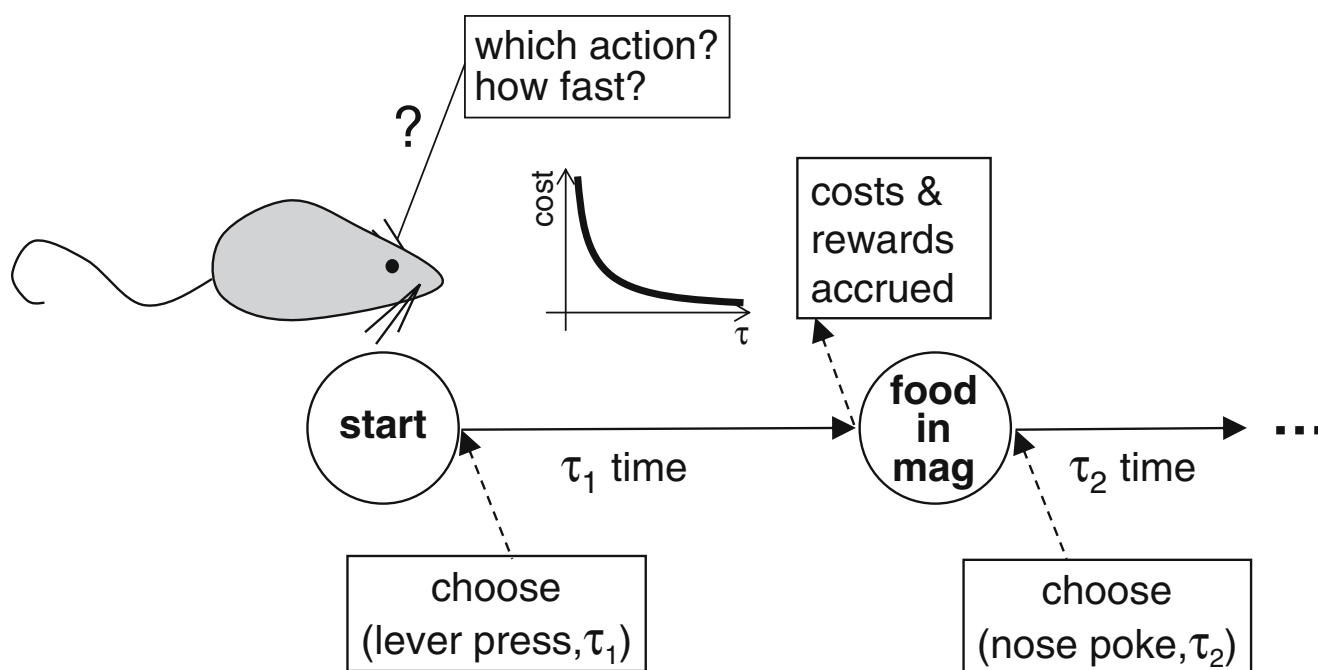 which action?
how fast?
?
cost
τ
costs &
rewards
accrued
start
food
in
mag
τ₁ time
τ₂ time
...
choose
(lever press,τ₁)
choose
(nose poke,τ₂)